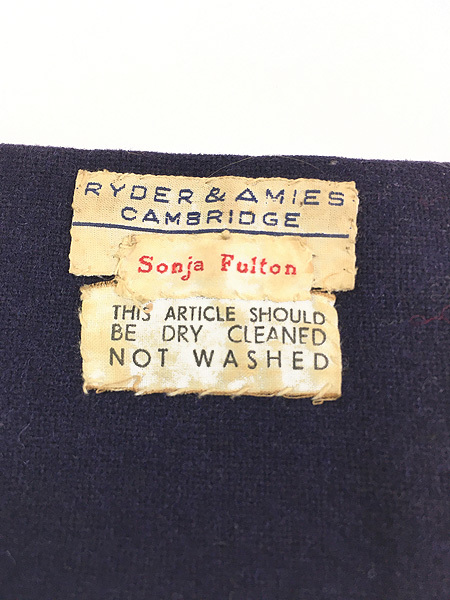 RYDER & AMIES
CAMBRIDGE
Sonja Fulton
THIS ARTICLE SHOULD
BE DRY CLEANED
NOT WASHED